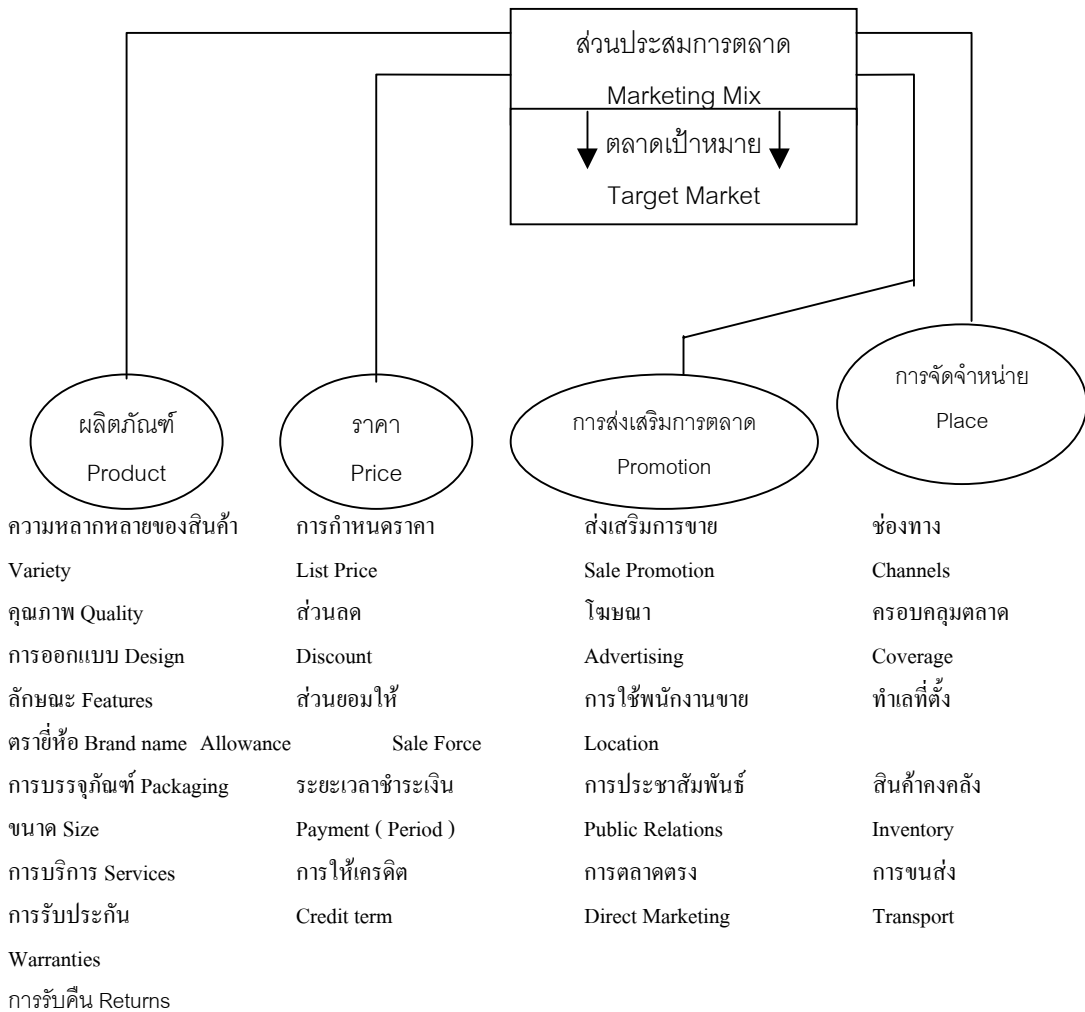 ส่วนประสมการตลาด
Marketing Mix
ตลาดเป้าหมาย
Target Market
ผลิตภัณฑ์
Product
ราคา
Price
การส่งเสริมการตลาด
Promotion
การจัดจำหน่าย
Place
ความหลากหลายของสินค้า การกำหนดราคา ส่งเสริมการขาย ช่องทาง
Variety List Price Sale Promotion Channels
คุณภาพ Quality ส่วนลด โฆษณา ครอบคลุมตลาด
การออกแบบ Design Discount Advertising Coverage
ลักษณะ Features ส่วนยอมให้ การใช้พนักงานขาย ทำเลที่ตั้ง
ตรายี่ห้อ Brand name Allowance Sale Force Location
การบรรจุภัณฑ์ Packaging ระยะเวลาชำระเงิน การประชาสัมพันธ์ สินค้าคงคลัง
ขนาด Size Payment ( Period ) Public Relations Inventory
การบริการ Services การให้เครดิต การตลาดตรง การขนส่ง
การรับประกัน Credit term Direct Marketing Transport
Warranties
การรับคืน Returns